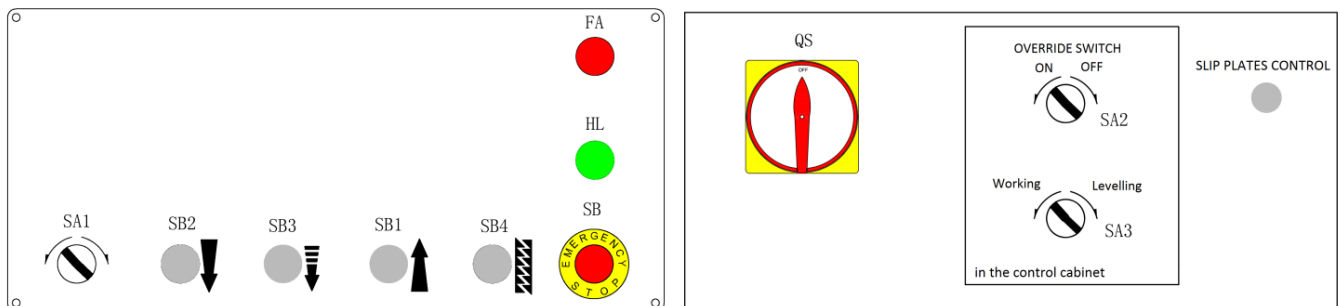 FA
HL
SA1
SB2
SB3
SB1
SB4
SB
EMERGENCY
STOP
QS
OFF
OVERRIDE SWITCH
ON OFF
SA2
Working Levelling
SA3
in the control cabinet
SLIP PLATES CONTROL